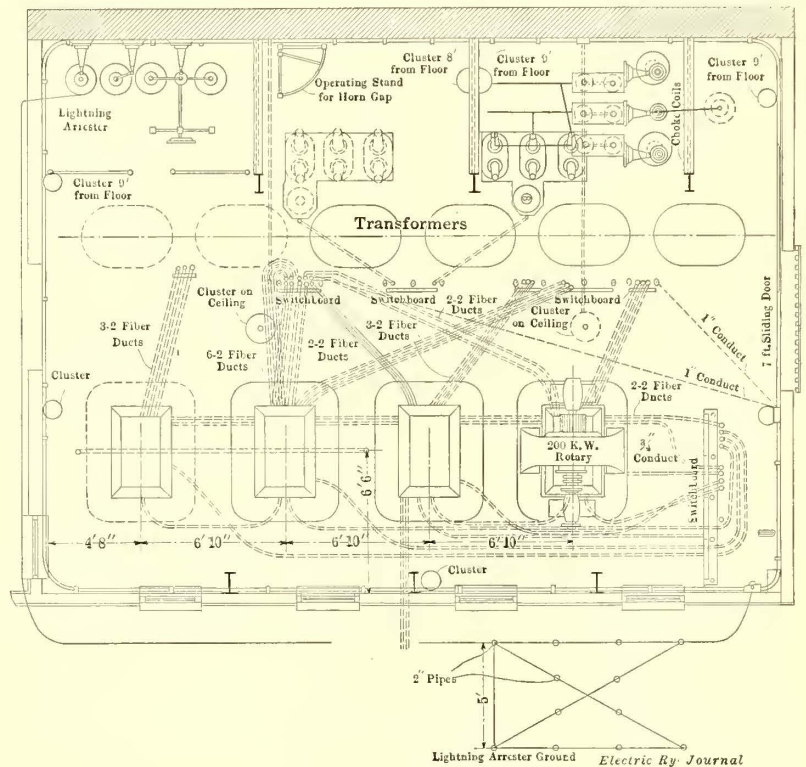 Cluster 8'
from Floor
Cluster 9'
from Floor
Cluster 9'
from Floor
Operating Stand
for Horn Gap
Lightning
Arrester
Choke Coils
Cluster 9'
from Floor
Transformers
Cluster on
Ceiling
Switchboard
Switchboard
2-2 Fiber
Ducts
Cluster
on Ceiling
Switchboard
7 ft. Sliding Door
3-2 Fiber
Ducts
6-2 Fiber
Ducts
2-2 Fiber
Ducts
3-2 Fiber
Ducts
1" Conduct
1" Conduct
Cluster
2-2 Fiber
Ducts
200 K.W.
Rotary
3/4"
Conduct
Switchboard
6'6"
4'8"
6'10"
6'10"
6'10"
Cluster
2" Pipes
5'
Lightning Arrester Ground
Electric Ry. Journal